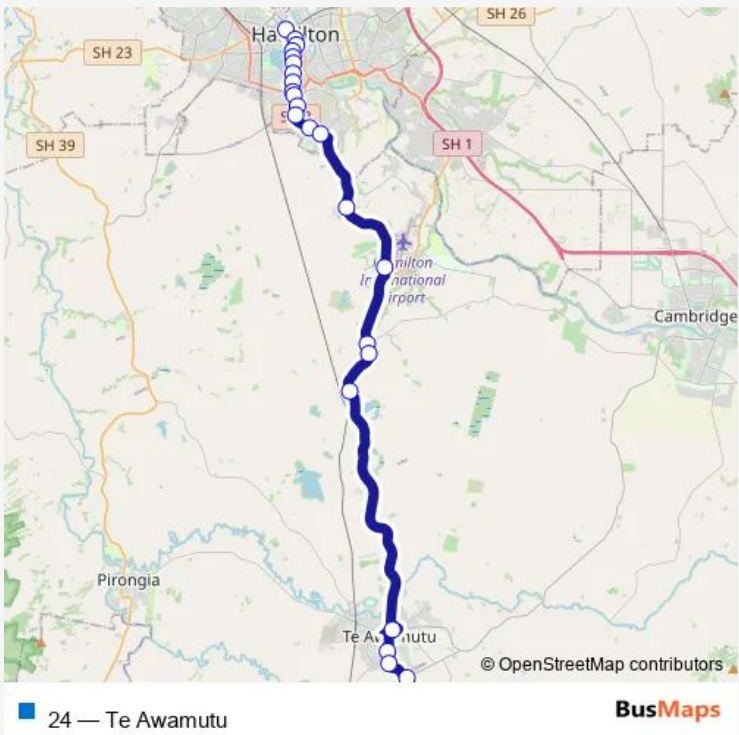 Hamilton
SH 26
SH 23
SH 39
SH 1
Hamilton
International
Airport
Cambridge
Pirongia
Te Awamutu
© OpenStreetMap contributors
24 — Te Awamutu
BusMaps